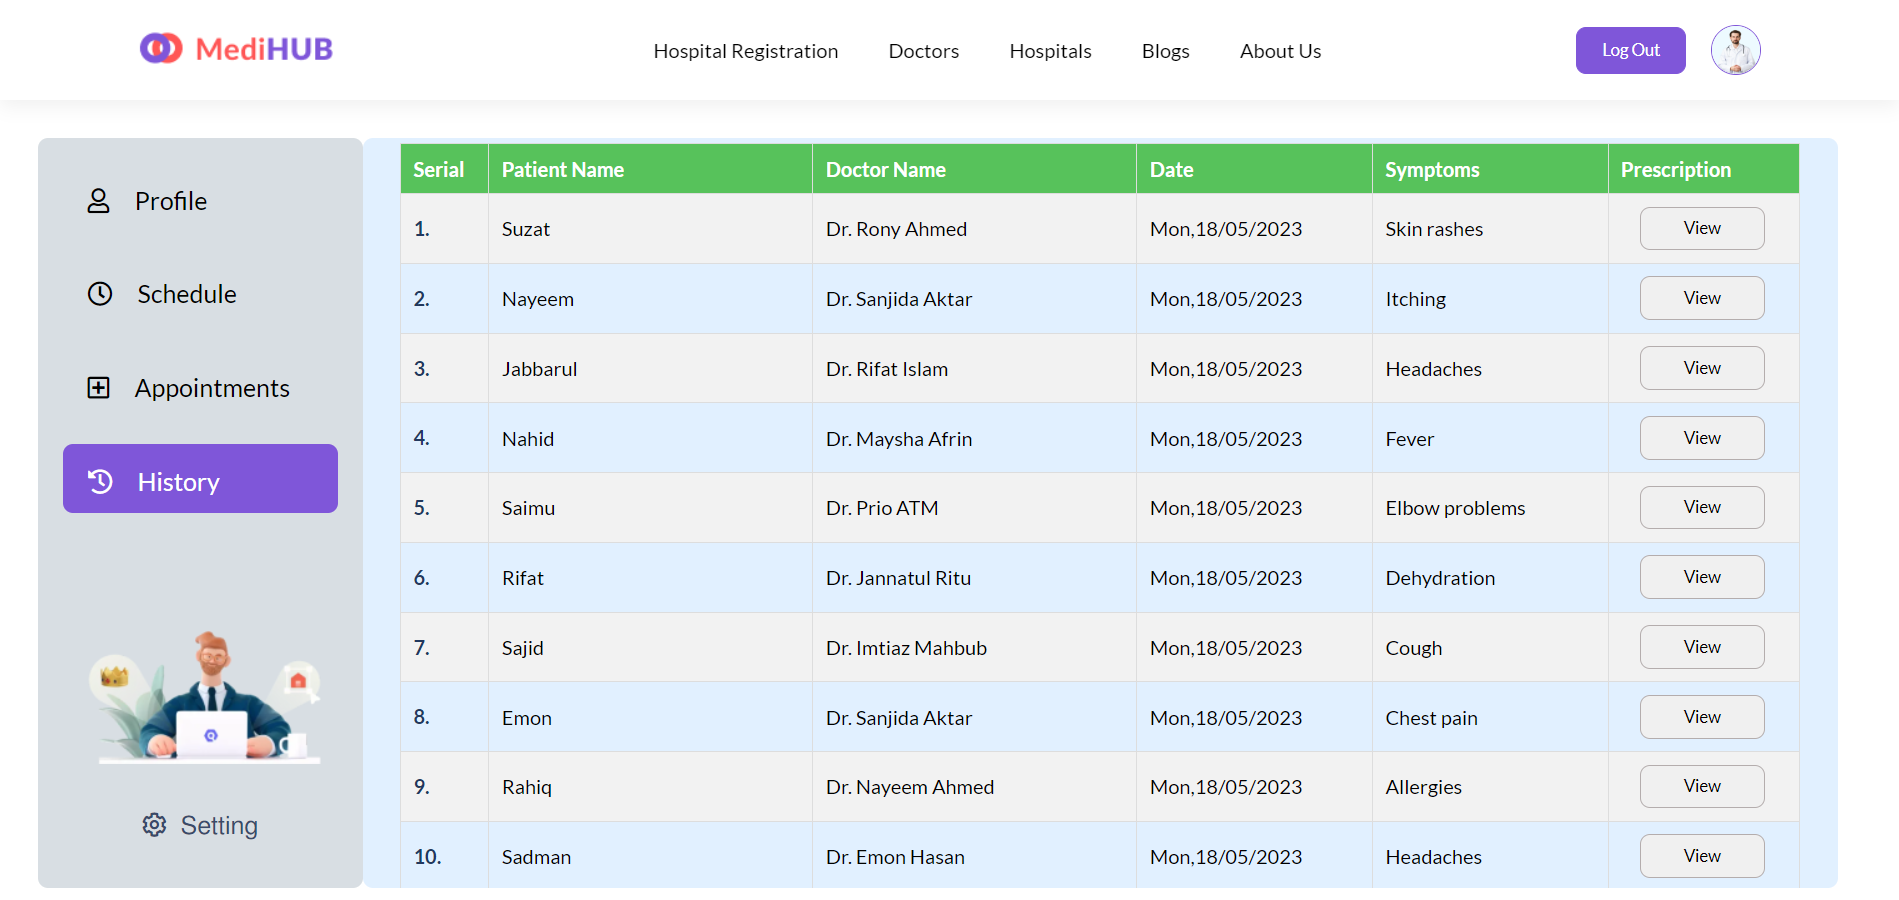 MediHUB Hospital Registration Doctors Hospitals Blogs About Us Log Out
Profile
Schedule
Appointments
History
Setting
Serial Patient Name Doctor Name Date Symptoms Prescription
1. Suzat Dr. Rony Ahmed Mon,18/05/2023 Skin rashes View
2. Nayeem Dr. Sanjida Aktar Mon,18/05/2023 Itching View
3. Jabbarul Dr. Rifat Islam Mon,18/05/2023 Headaches View
4. Nahid Dr. Maysha Afrin Mon,18/05/2023 Fever View
5. Saimu Dr. Prio ATM Mon,18/05/2023 Elbow problems View
6. Rifat Dr. Jannatul Ritu Mon,18/05/2023 Dehydration View
7. Sajid Dr. Imtiaz Mahbub Mon,18/05/2023 Cough View
8. Emon Dr. Sanjida Aktar Mon,18/05/2023 Chest pain View
9. Rahiq Dr. Nayeem Ahmed Mon,18/05/2023 Allergies View
10. Sadman Dr. Emon Hasan Mon,18/05/2023 Headaches View